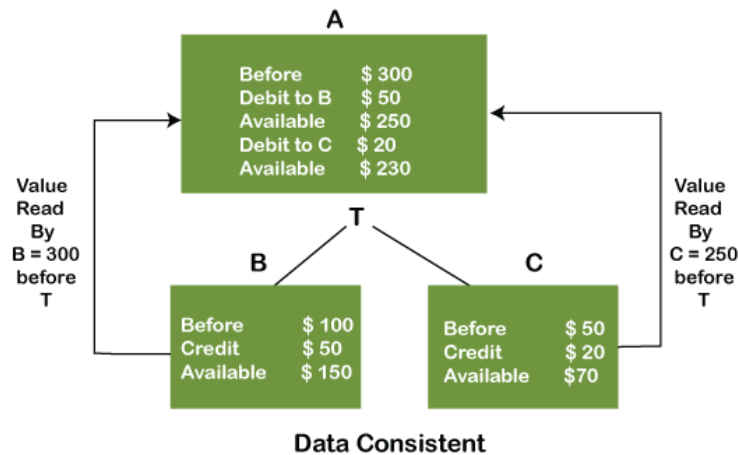 A
Before $ 300
Debit to B $ 50
Available $ 250
Debit to C $ 20
Available $ 230
Value
Read
By
B = 300
before
T
Value
Read
By
C = 250
before
T
T
B
Before $ 100
Credit $ 50
Available $ 150
C
Before $ 50
Credit $ 20
Available $70
Data Consistent